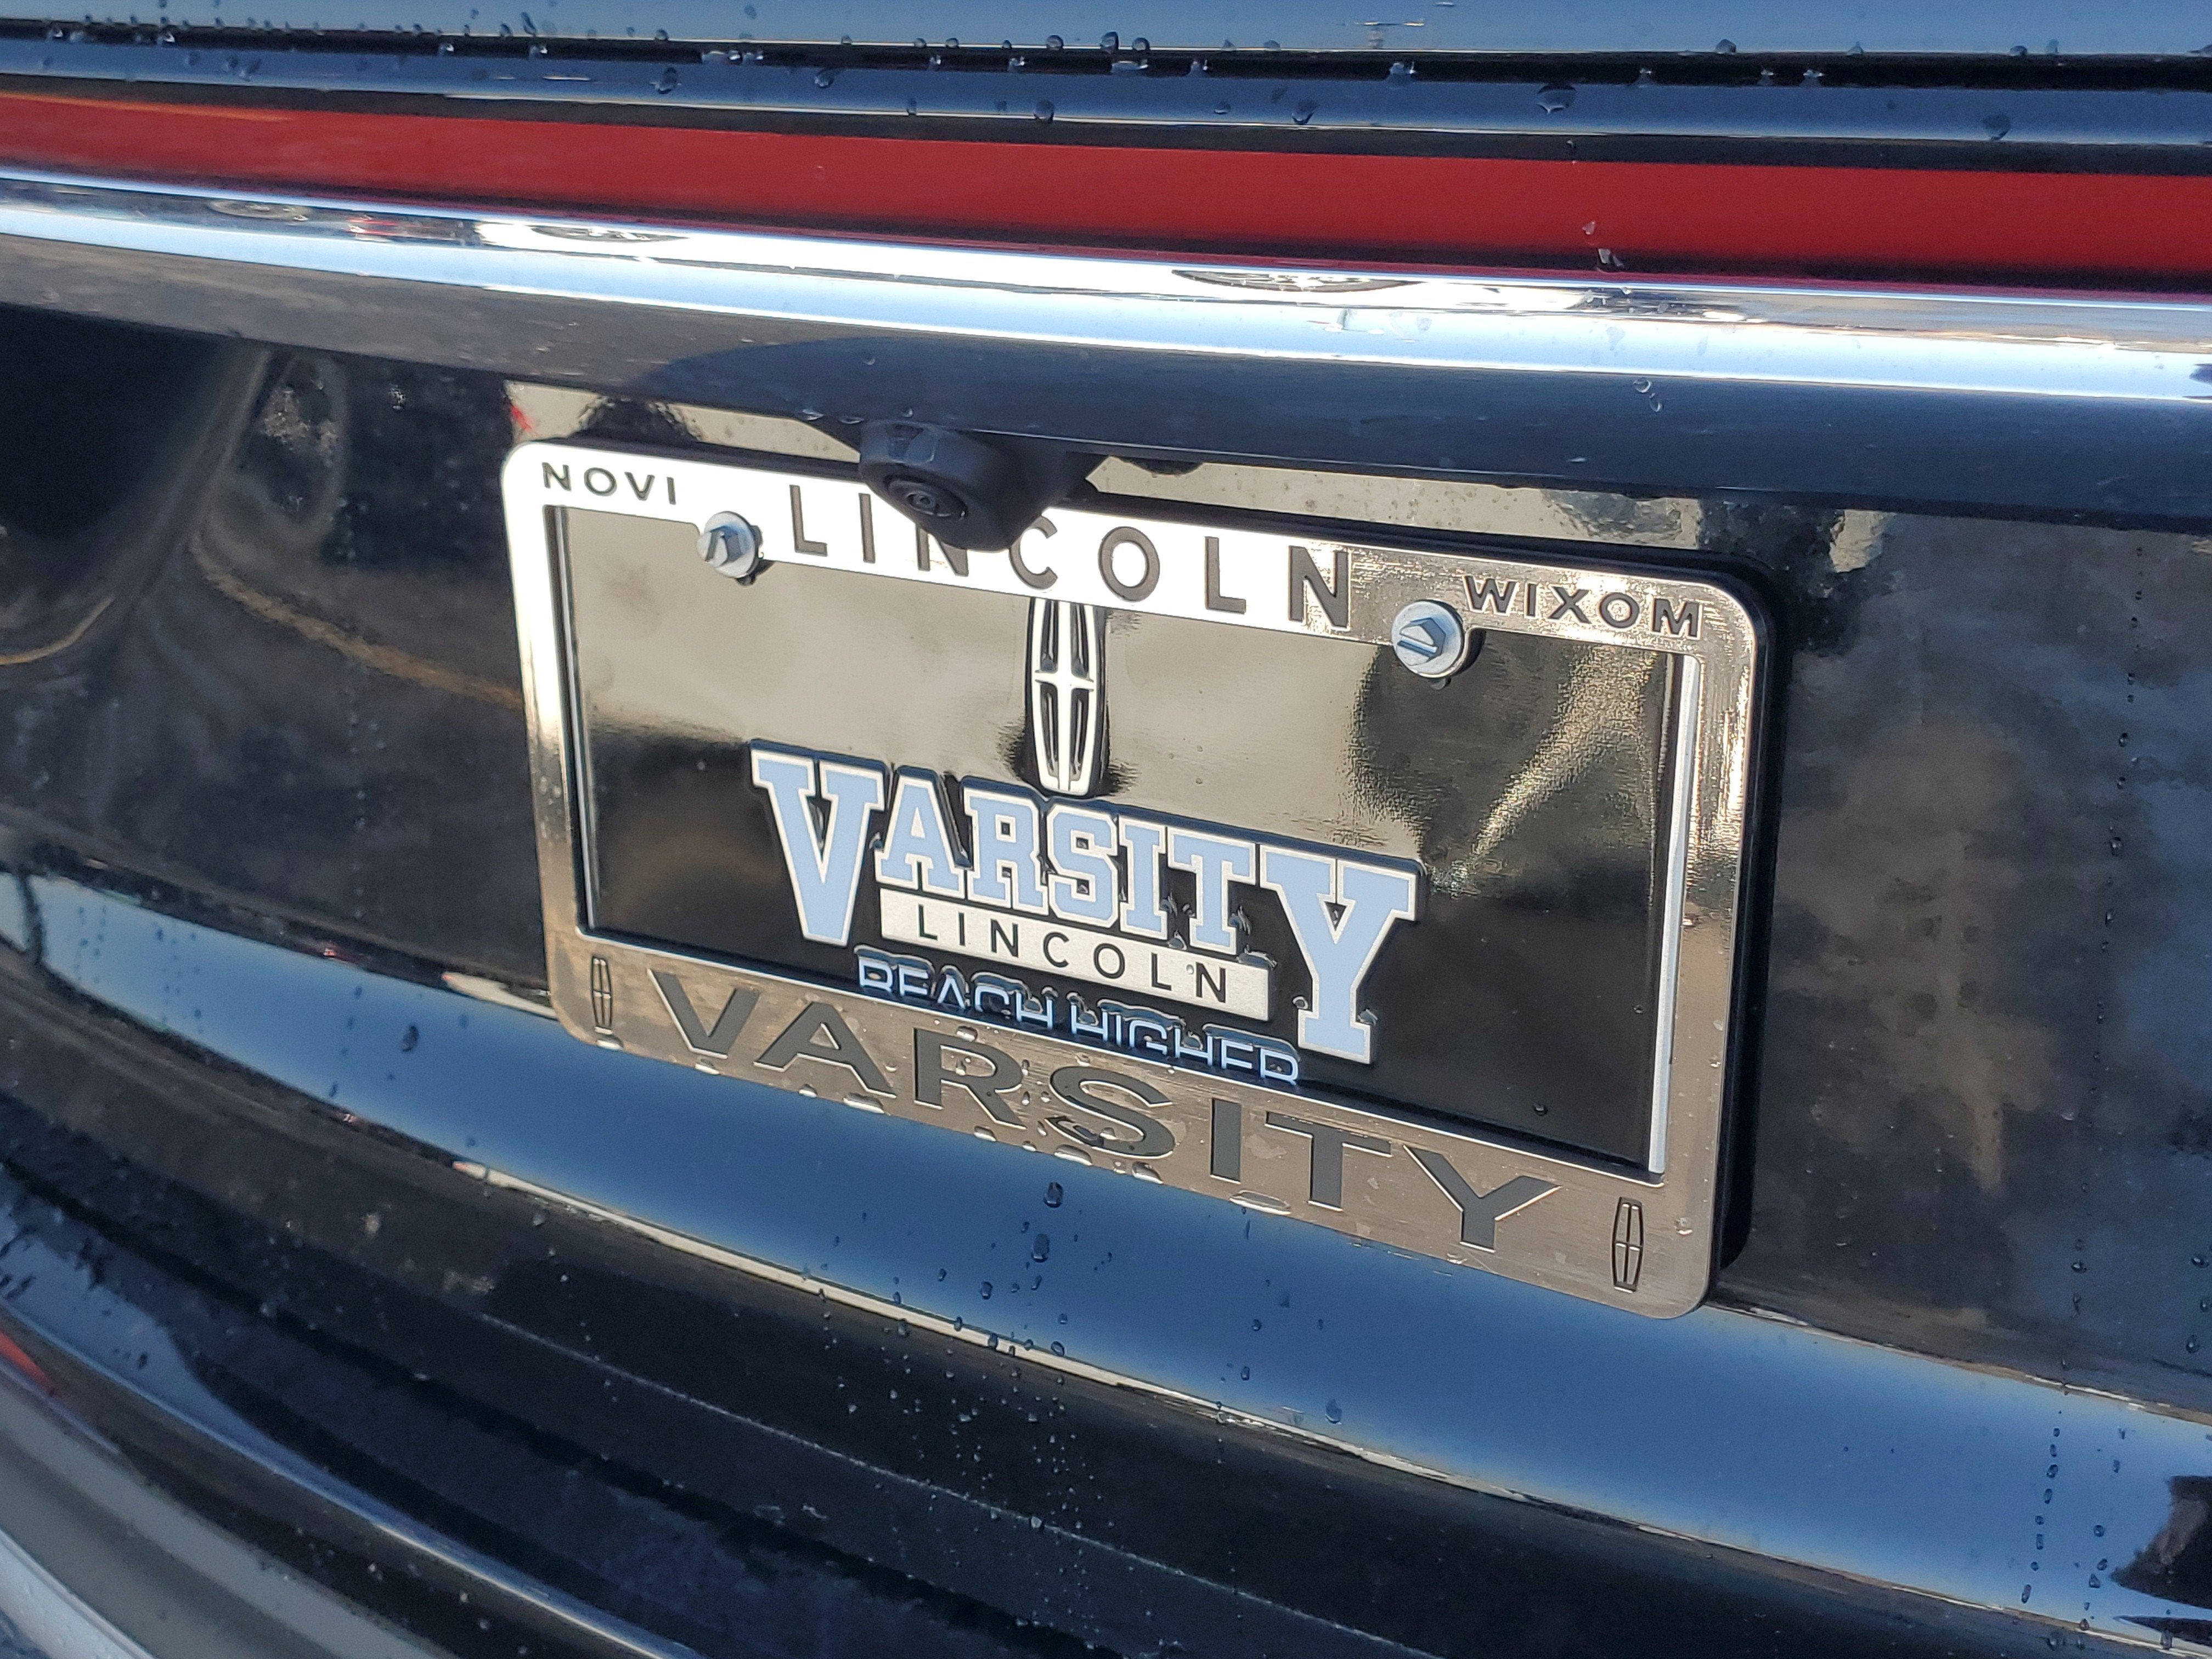 NOVI LINCOLN WIXOM
VARSITY
LINCOLN
REACH HIGHER
VARSITY